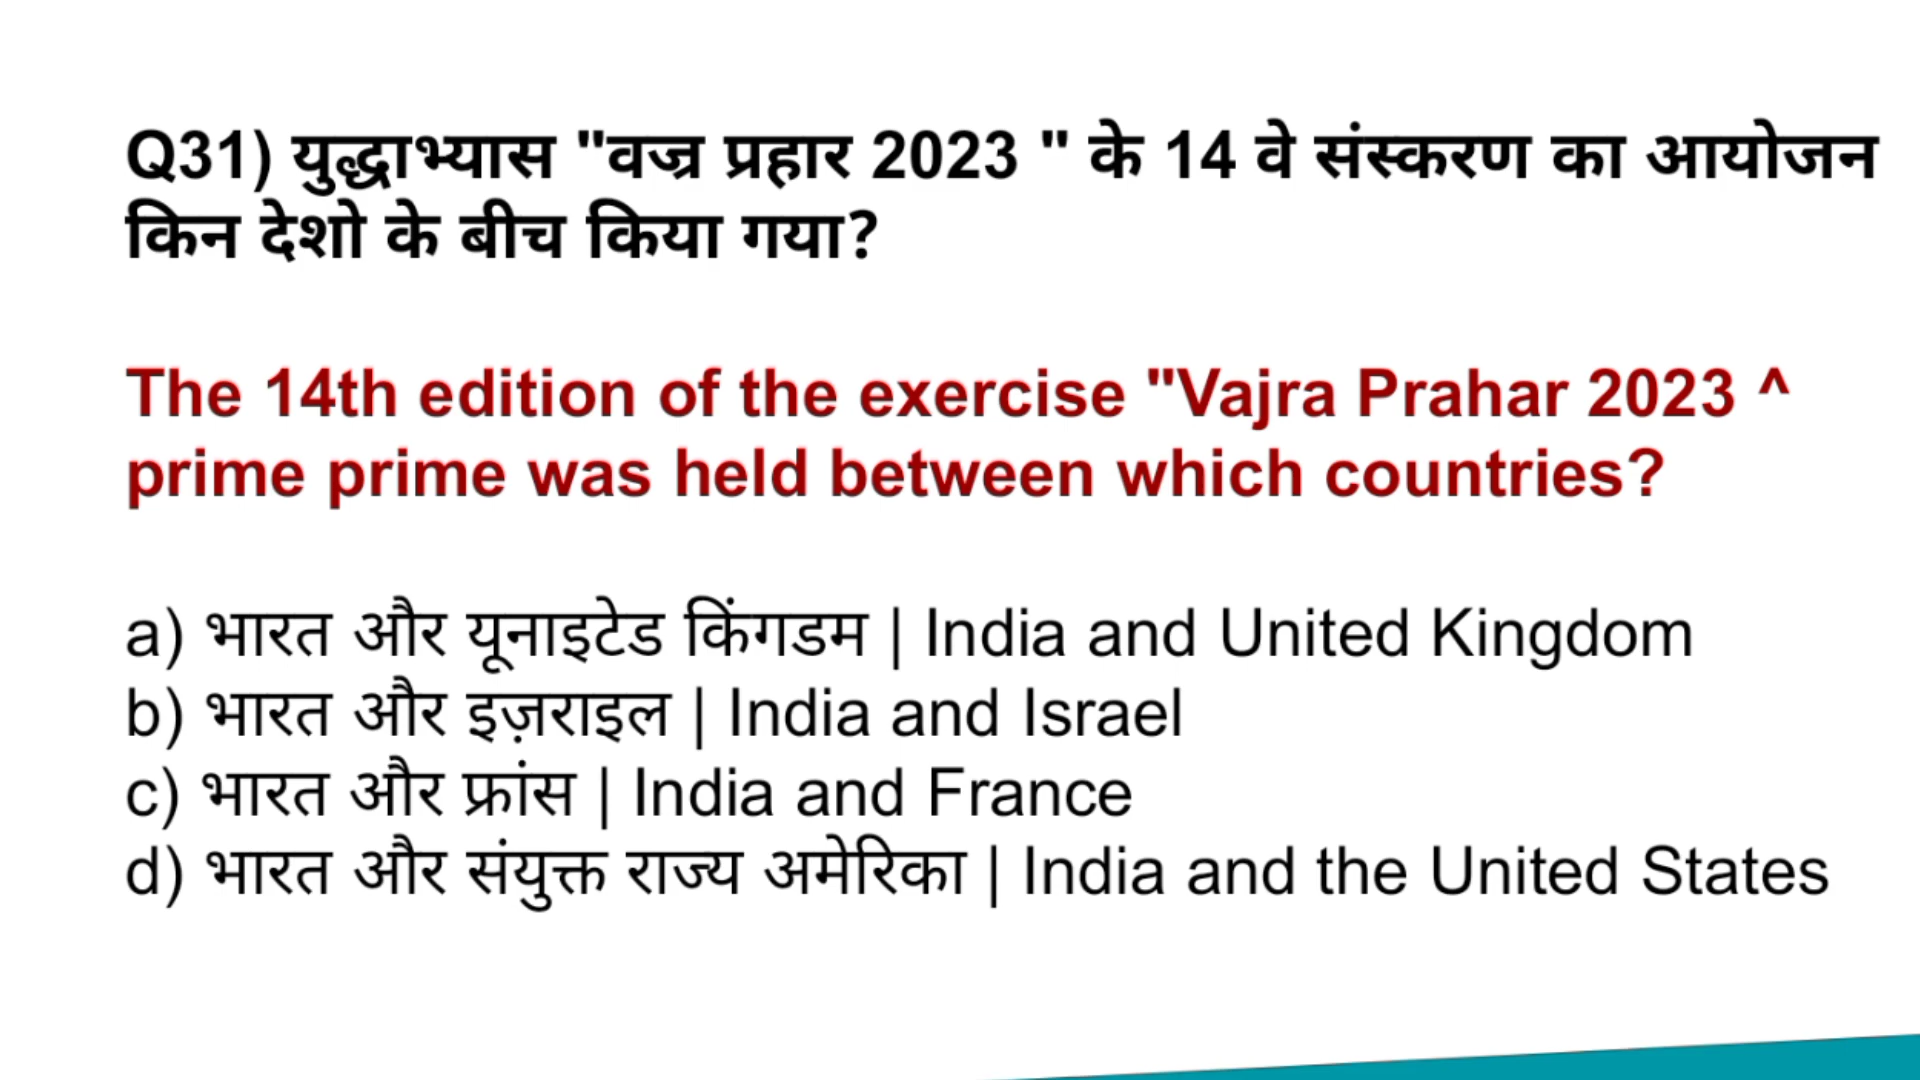 Q31) युद्धाभ्यास "वज्र प्रहार 2023 " के 14 वे संस्करण का आयोजन
किन देशो के बीच किया गया?
The 14th edition of the exercise "Vajra Prahar 2023 ^
prime prime was held between which countries?
a) भारत और यूनाइटेड किंगडम | India and United Kingdom
b) भारत और इज़राइल | India and Israel
c) भारत और फ्रांस | India and France
d) भारत और संयुक्त राज्य अमेरिका | India and the United States